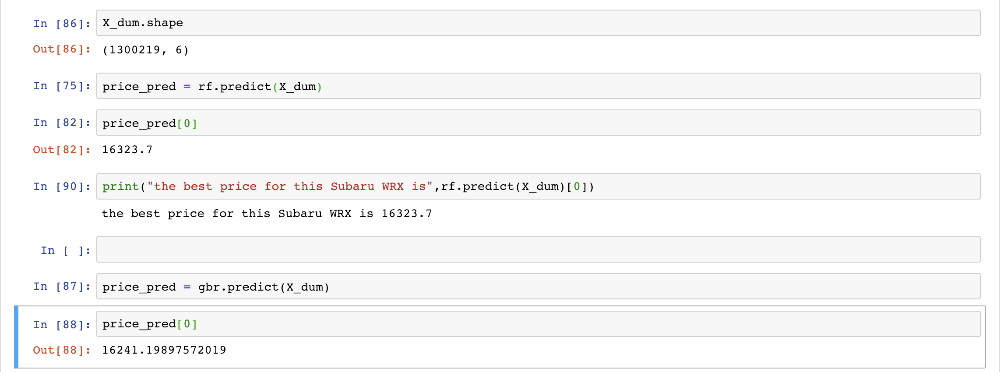 In [86]: X_dum.shape
Out[86]: (1300219, 6)
In [75]: price_pred = rf.predict(X_dum)
In [82]: price_pred[0]
Out[82]: 16323.7
In [90]: print("the best price for this Subaru WRX is",rf.predict(X_dum)[0])
the best price for this Subaru WRX is 16323.7
In [ ]:
In [87]: price_pred = gbr.predict(X_dum)
In [88]: price_pred[0]
Out[88]: 16241.19897572019